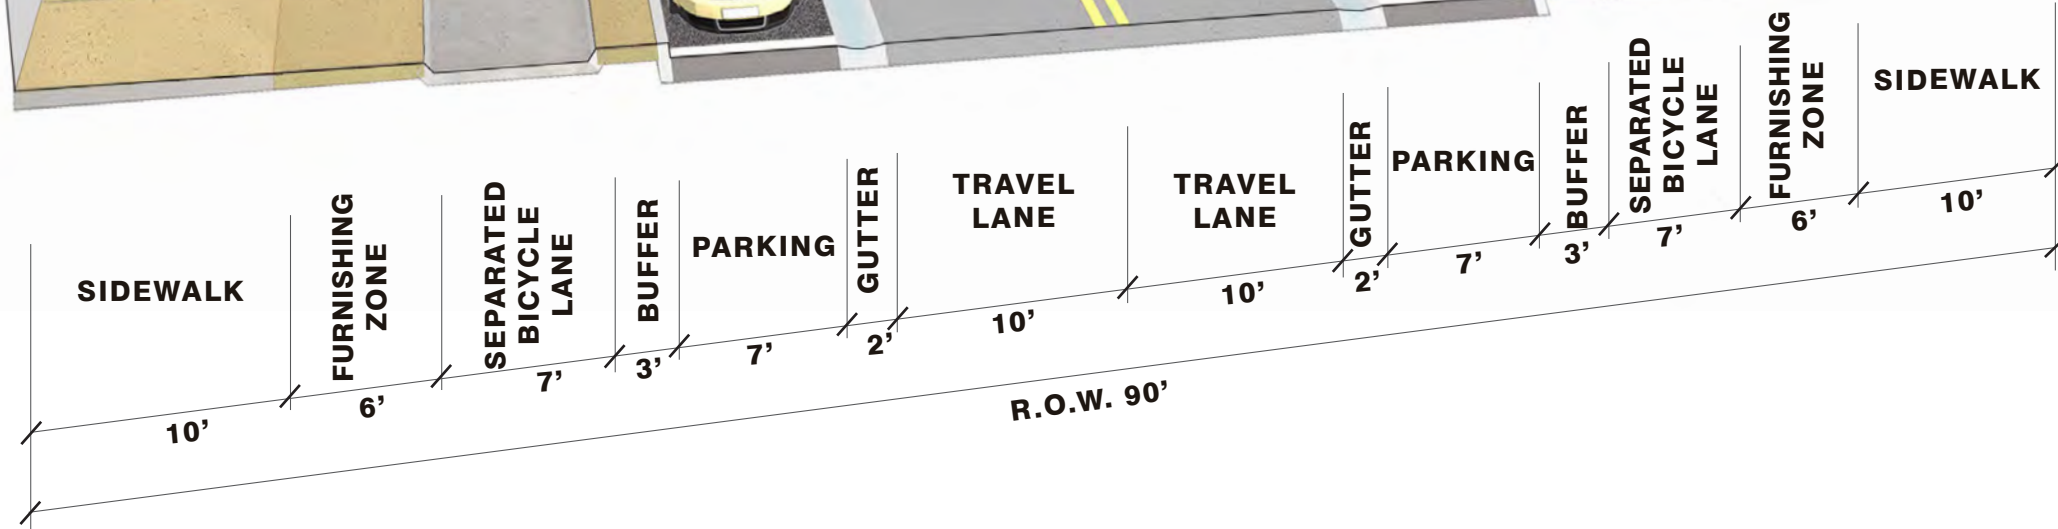 SIDEWALK
FURNISHING
ZONE
SEPARATED
BICYCLE
LANE
BUFFER
PARKING
GUTTER
TRAVEL
LANE
TRAVEL
LANE
GUTTER
PARKING
BUFFER
SEPARATED
BICYCLE
LANE
FURNISHING
ZONE
SIDEWALK
10’
6’
7’
3’
7’
2’
10’
10’
2’
7’
3’
7’
6’
10’
R.O.W. 90’